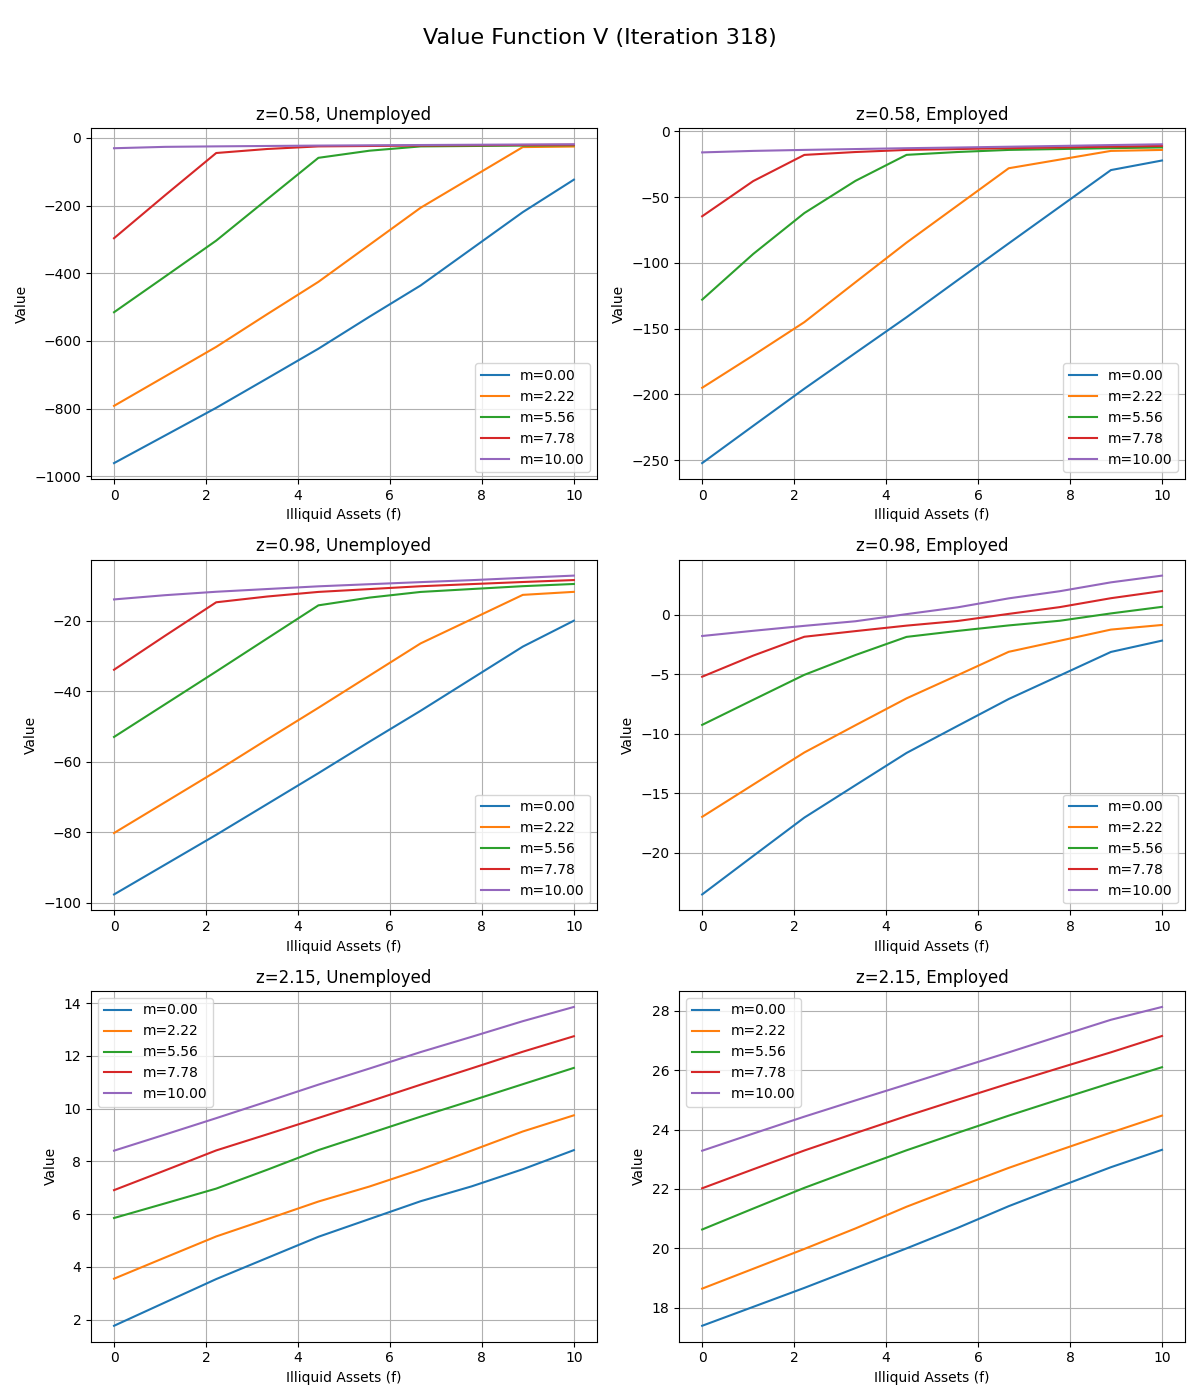 Value Function V (Iteration 318)
z=0.58, Unemployed
0
−200
−400
−600
−800
−1000
Value
0 2 4 6 8 10
Illiquid Assets (f)
m=0.00
m=2.22
m=5.56
m=7.78
m=10.00
z=0.58, Employed
0
−50
−100
−150
−200
−250
Value
0 2 4 6 8 10
Illiquid Assets (f)
m=0.00
m=2.22
m=5.56
m=7.78
m=10.00
z=0.98, Unemployed
−20
−40
−60
−80
−100
Value
0 2 4 6 8 10
Illiquid Assets (f)
m=0.00
m=2.22
m=5.56
m=7.78
m=10.00
z=0.98, Employed
0
−5
−10
−15
−20
Value
0 2 4 6 8 10
Illiquid Assets (f)
m=0.00
m=2.22
m=5.56
m=7.78
m=10.00
z=2.15, Unemployed
14
12
10
8
6
4
2
Value
0 2 4 6 8 10
Illiquid Assets (f)
m=0.00
m=2.22
m=5.56
m=7.78
m=10.00
z=2.15, Employed
28
26
24
22
20
18
Value
0 2 4 6 8 10
Illiquid Assets (f)
m=0.00
m=2.22
m=5.56
m=7.78
m=10.00